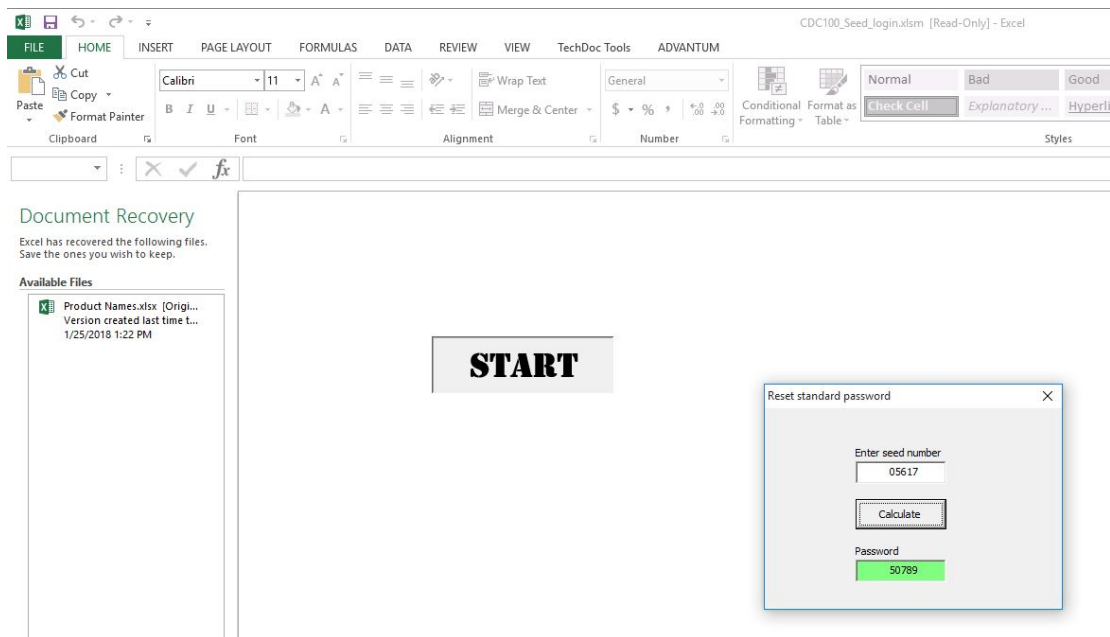 CDC100_Seed_login.xlsm [Read-Only] - Excel
FILE HOME INSERT PAGE LAYOUT FORMULAS DATA REVIEW VIEW TechDoc Tools ADVANTUM
Cut
Copy
Format Painter
Paste
Clipboard
Calibri 11 A A
B I U A
Font
Wrap Text
Merge & Center
Alignment
General
$ % , .0 .00 .00 .0
Number
Conditional Formatting
Format as Table
Normal Bad Good
Check Cell Explanatory ... Hyperli
Styles
fx
Document Recovery
Excel has recovered the following files.
Save the ones you wish to keep.
Available Files
Product Names.xlsx [Origi...
Version created last time t...
1/25/2018 1:22 PM
START
Reset standard password
Enter seed number
05617
Calculate
Password
50789